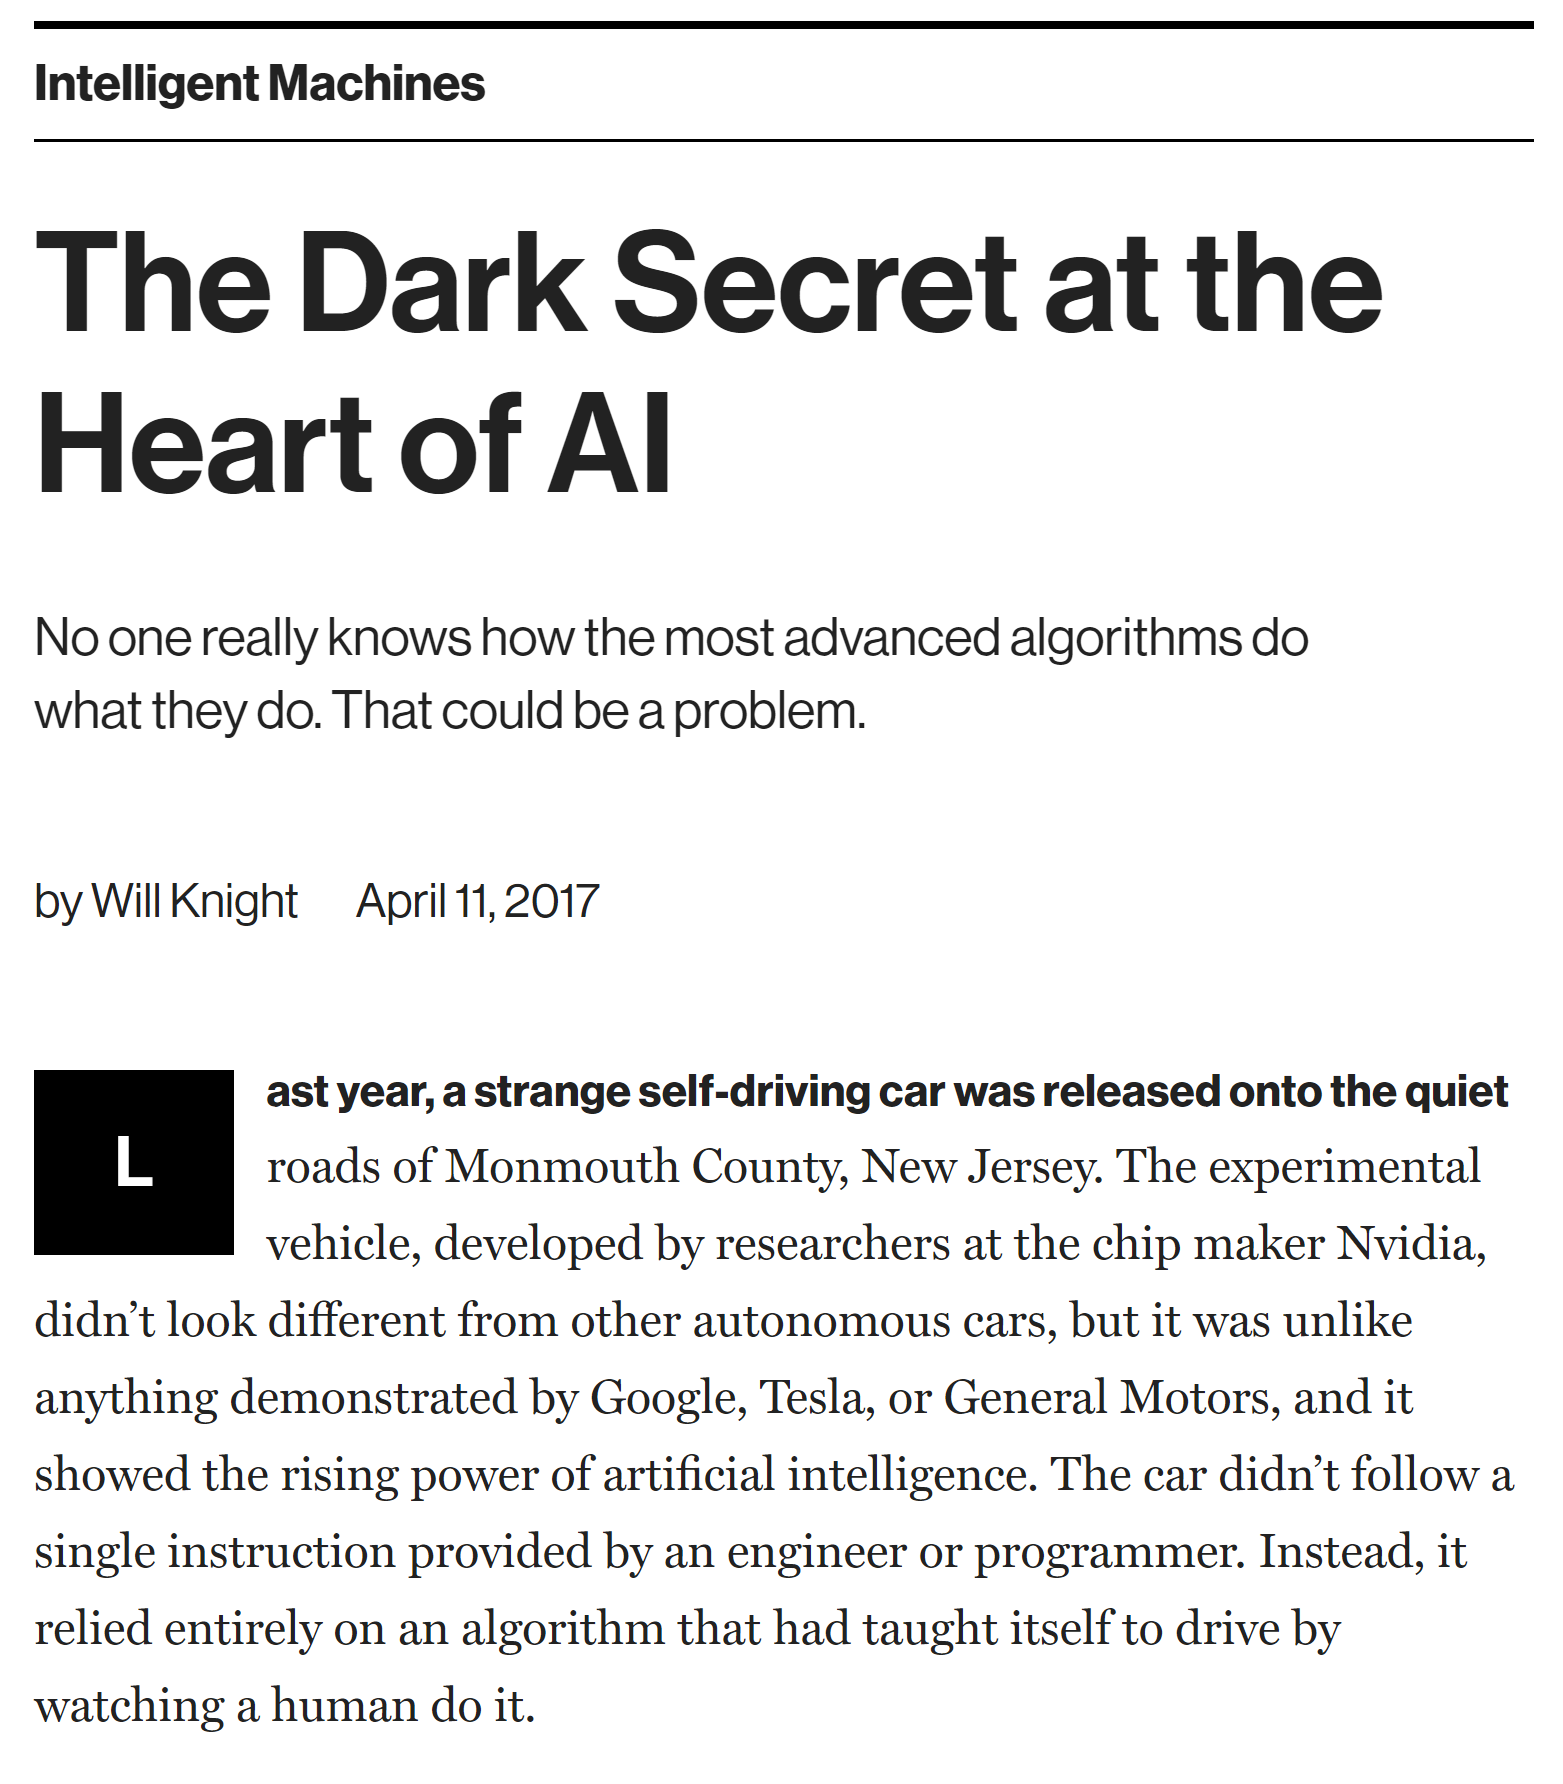 Intelligent Machines
The Dark Secret at the
Heart of AI
No one really knows how the most advanced algorithms do
what they do. That could be a problem.
by Will Knight April 11, 2017
Last year, a strange self-driving car was released onto the quiet
roads of Monmouth County, New Jersey. The experimental
vehicle, developed by researchers at the chip maker Nvidia,
didn’t look different from other autonomous cars, but it was unlike
anything demonstrated by Google, Tesla, or General Motors, and it
showed the rising power of artificial intelligence. The car didn’t follow a
single instruction provided by an engineer or programmer. Instead, it
relied entirely on an algorithm that had taught itself to drive by
watching a human do it.